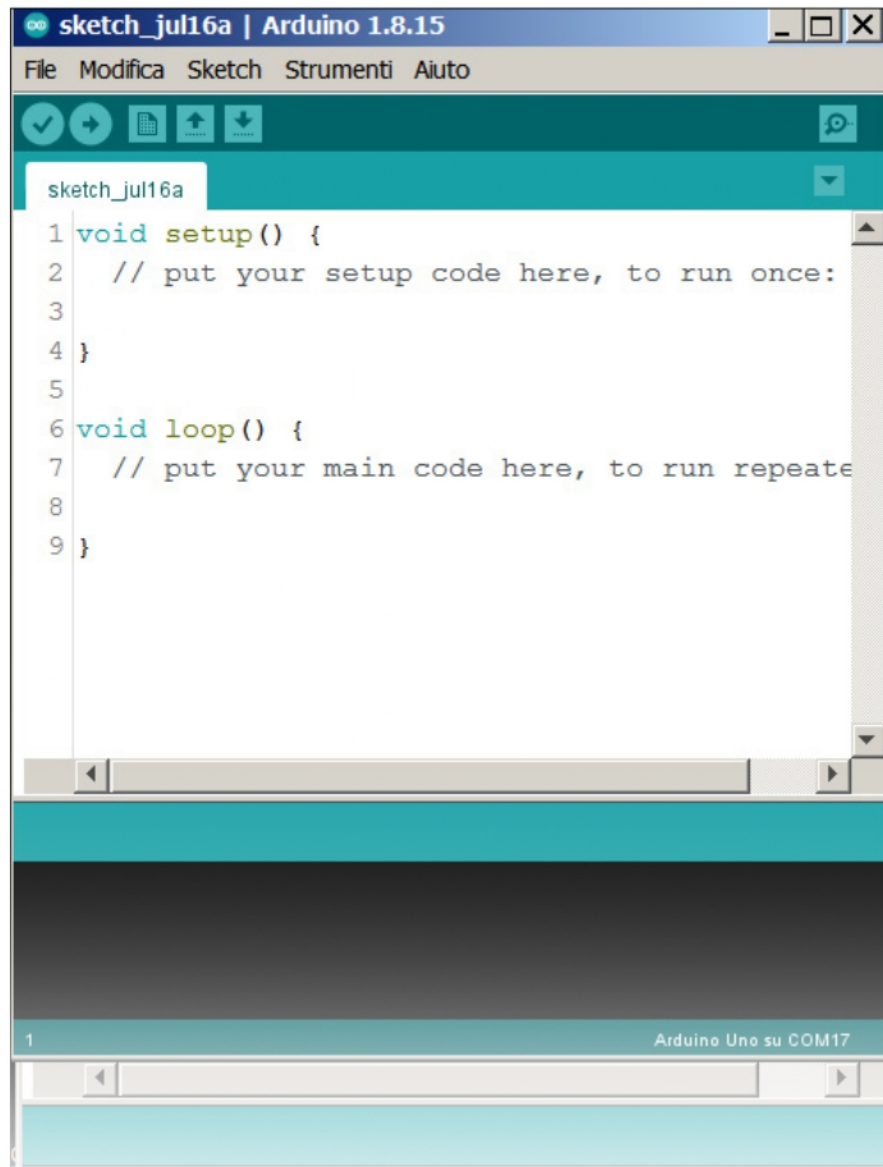 sketch_jul16a | Arduino 1.8.15
File Modifica Sketch Strumenti Aiuto
sketch_jul16a
1 void setup() {
2 // put your setup code here, to run once:
3
4 }
5
6 void loop() {
7 // put your main code here, to run repeate
8
9 }
1 Arduino Uno su COM17